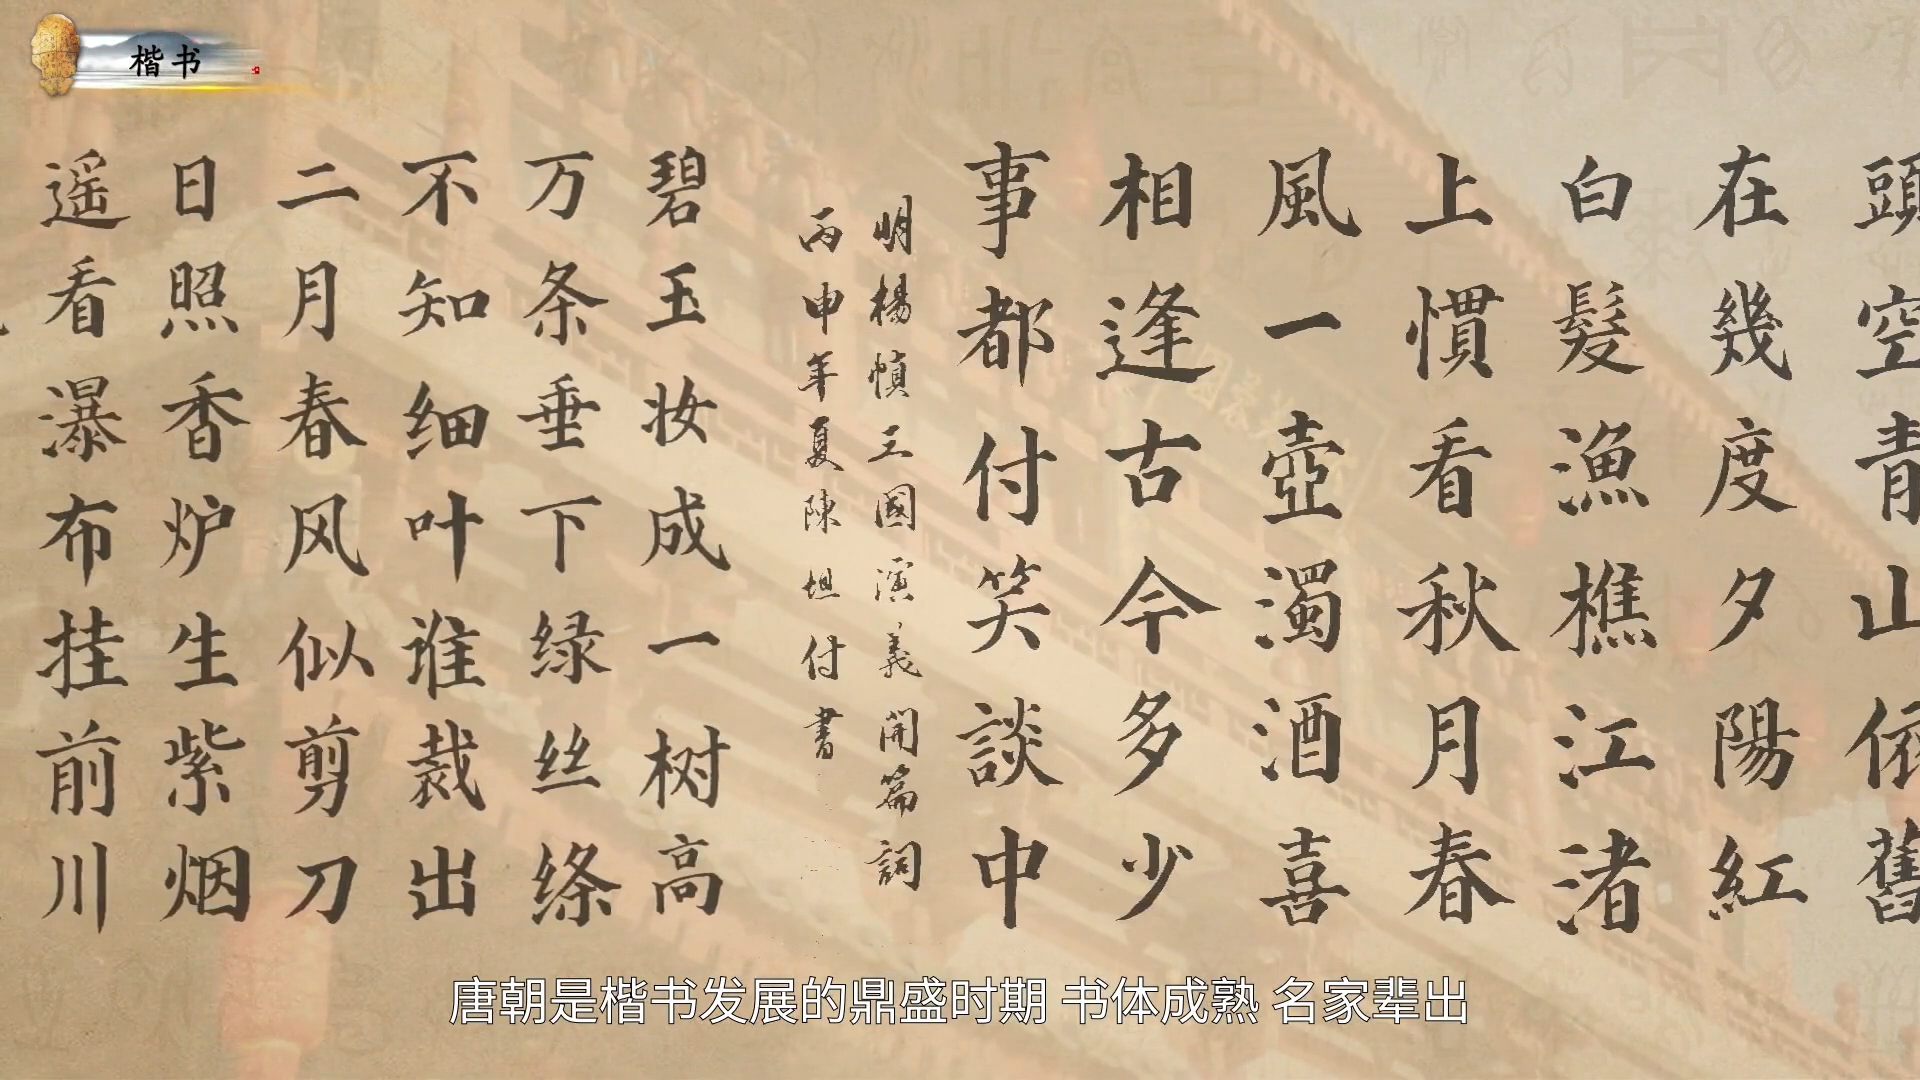 楷书
頭空青山依舊
在幾度夕陽紅
白髮漁樵江渚
上慣看秋月春
風一壺濁酒喜
相逢古今多少
事都付笑談中
明楊慎三國演義開篇詞
丙申年夏陳坦付書
碧玉妆成一树高
万条垂下绿丝绦
不知细叶谁裁出
二月春风似剪刀
日照香炉生紫烟
遥看瀑布挂前川
唐朝是楷书发展的鼎盛时期 书体成熟 名家辈出